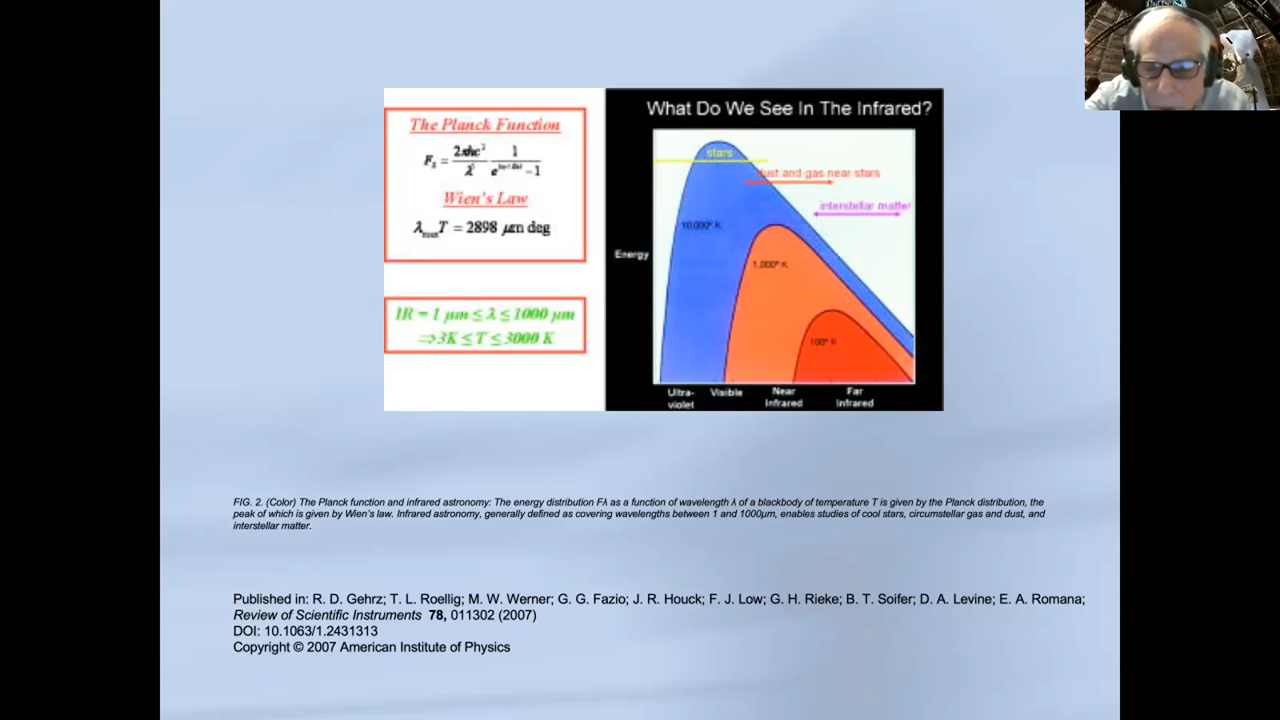 The Planck Function
Fλ = 2πhc² / λ⁵ 1 / e^(hc/λkT) −1
Wien's Law
λmaxT = 2898 μm deg
IR = 1 μm ≤ λ ≤ 1000 μm
⇒ 3K ≤ T ≤ 3000 K
What Do We See In The Infrared?
stars
dust and gas near stars
interstellar matter
10,000° K
Energy
1,000° K
100° K
Ultra-
violet
Visible
Near
Infrared
Far
Infrared
FIG. 2. (Color) The Planck function and infrared astronomy: The energy distribution Fλ as a function of wavelength λ of a blackbody of temperature T is given by the Planck distribution, the
peak of which is given by Wien's law. Infrared astronomy, generally defined as covering wavelengths between 1 and 1000μm, enables studies of cool stars, circumstellar gas and dust, and
interstellar matter.
Published in: R. D. Gehrz; T. L. Roellig; M. W. Werner; G. G. Fazio; J. R. Houck; F. J. Low; G. H. Rieke; B. T. Soifer; D. A. Levine; E. A. Romana;
Review of Scientific Instruments 78, 011302 (2007)
DOI: 10.1063/1.2431313
Copyright © 2007 American Institute of Physics